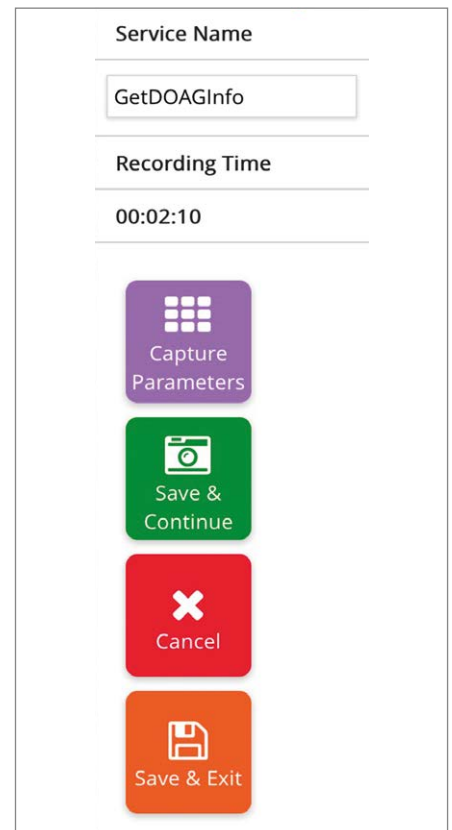 Service Name
GetDOAGInfo
Recording Time
00:02:10
Capture
Parameters
Save &
Continue
Cancel
Save & Exit